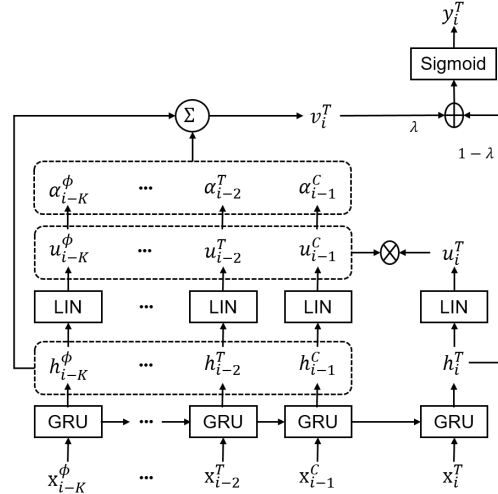 y_i^T
Sigmoid
Σ v_i^T λ
1 − λ
α_{i-K}^ϕ ... α_{i-2}^T α_{i-1}^C
u_{i-K}^ϕ ... u_{i-2}^T u_{i-1}^C u_i^T
LIN ... LIN LIN LIN
h_{i-K}^ϕ ... h_{i-2}^T h_{i-1}^C h_i^T
GRU ... GRU GRU GRU
x_{i-K}^ϕ ... x_{i-2}^T x_{i-1}^C x_i^T